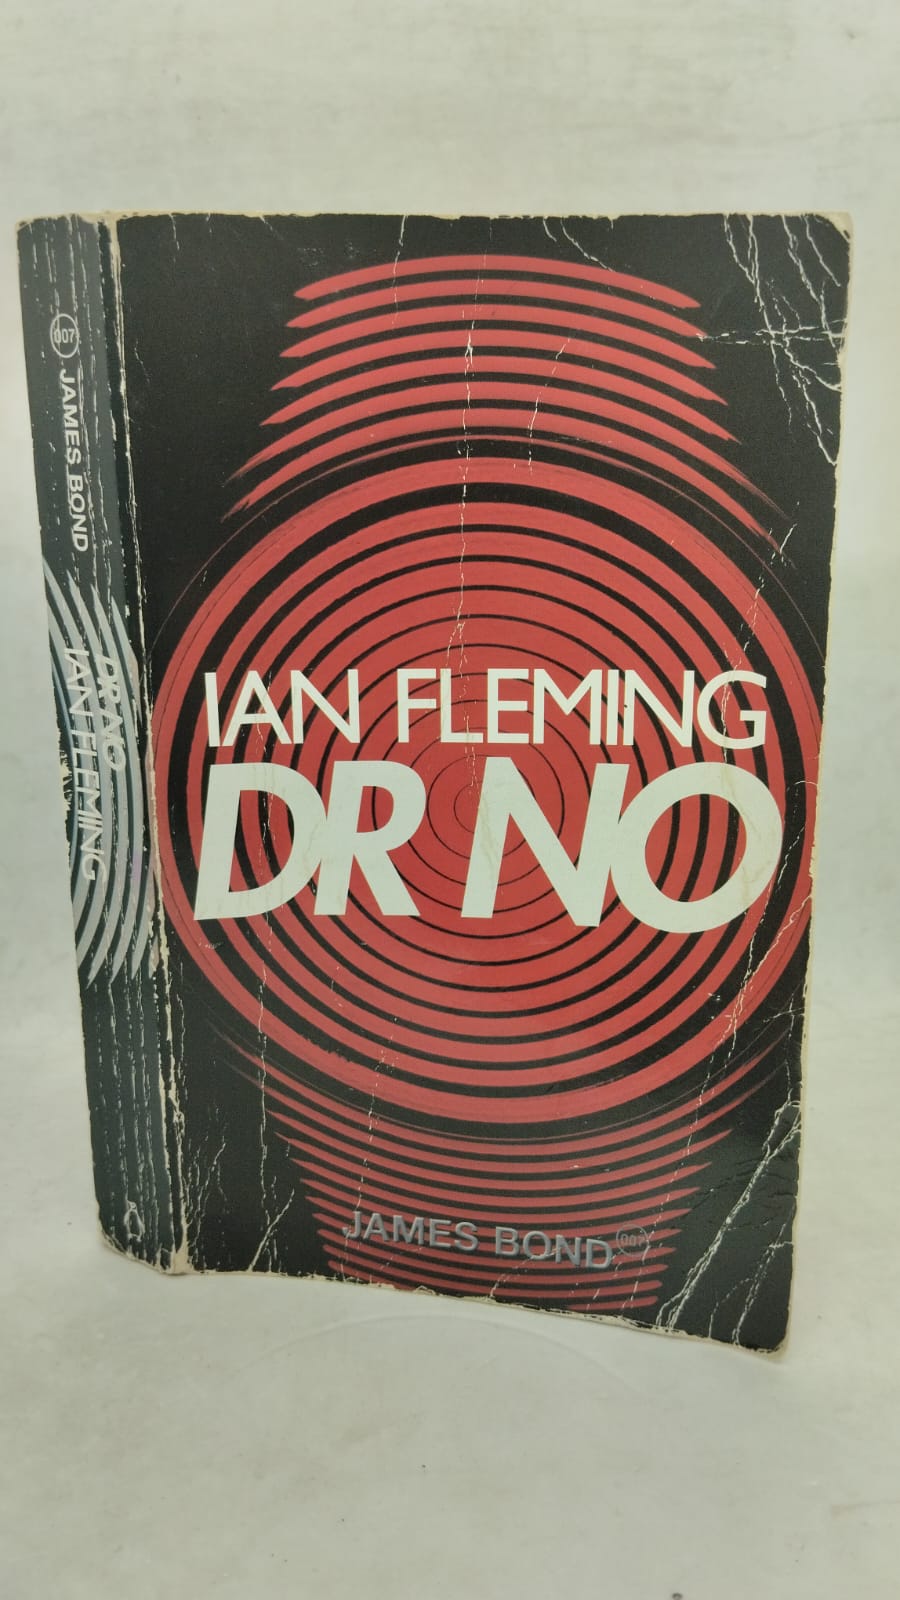 007 JAMES BOND
DR NO
IAN FLEMING
IAN FLEMING
DR NO
JAMES BOND 007